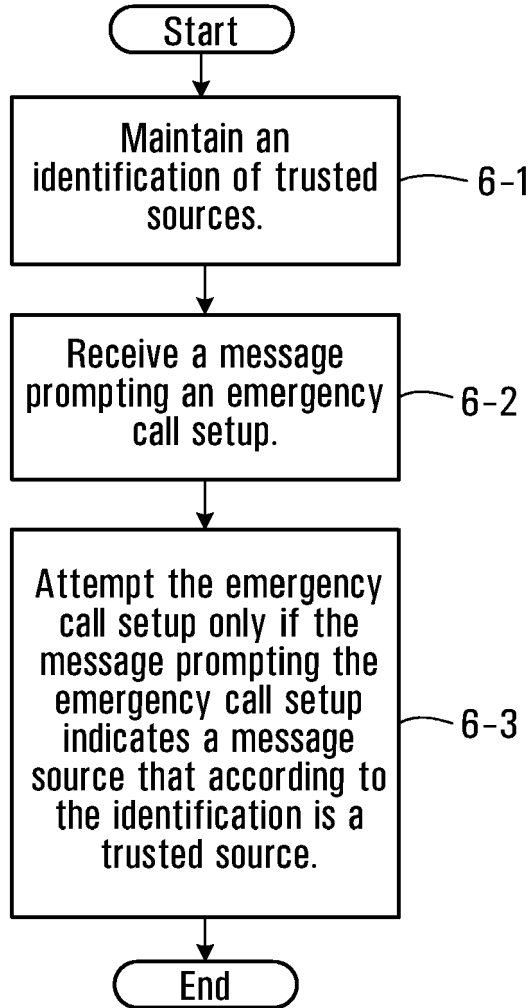 Start
Maintain an
identification of trusted
sources.
6-1
Receive a message
prompting an emergency
call setup.
6-2
Attempt the emergency
call setup only if the
message prompting the
emergency call setup
indicates a message
source that according to
the identification is a
trusted source.
6-3
End